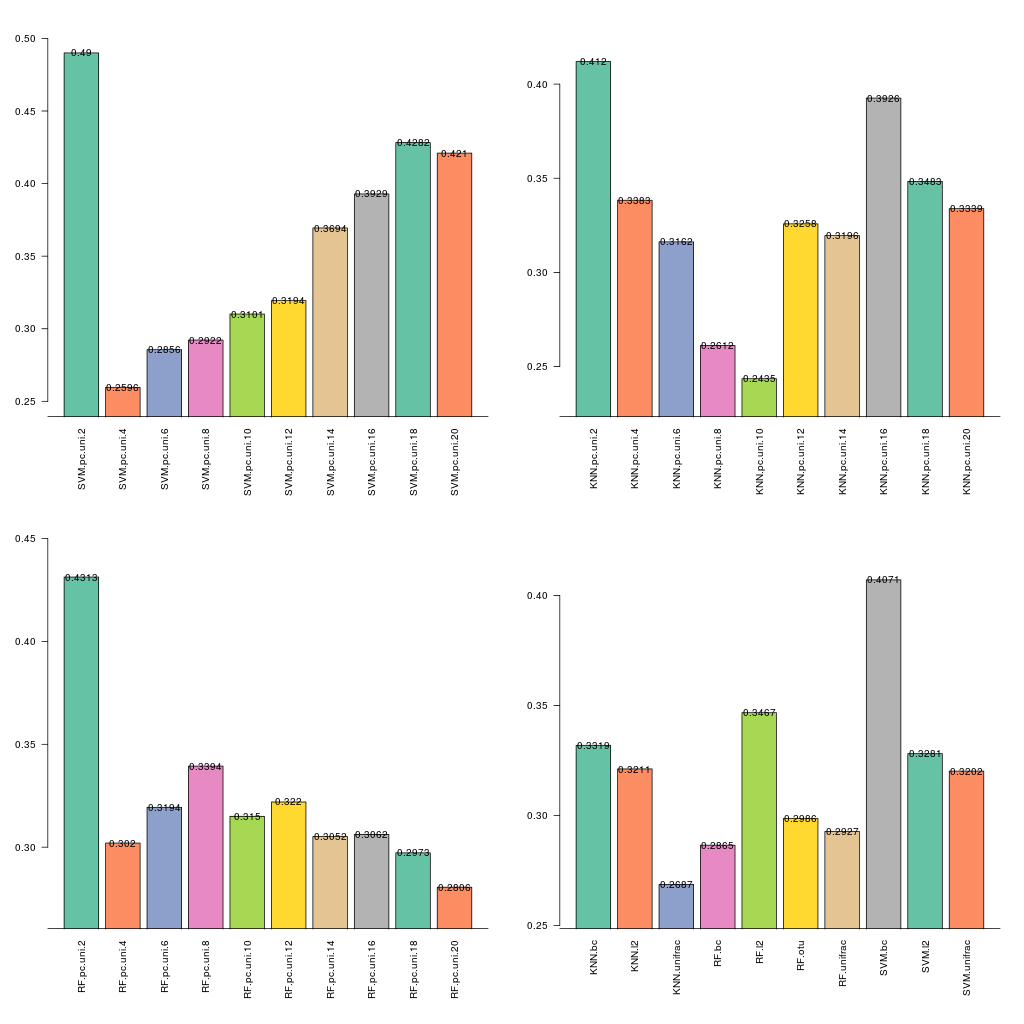 0.50
0.45
0.40
0.35
0.30
0.25
0.49
0.2596
0.2856
0.2922
0.3101
0.3194
0.3694
0.3929
0.4282
0.421
SVM.pc.uni.2
SVM.pc.uni.4
SVM.pc.uni.6
SVM.pc.uni.8
SVM.pc.uni.10
SVM.pc.uni.12
SVM.pc.uni.14
SVM.pc.uni.16
SVM.pc.uni.18
SVM.pc.uni.20
0.40
0.35
0.30
0.25
0.412
0.3383
0.3162
0.2612
0.2435
0.3258
0.3196
0.3926
0.3483
0.3339
KNN.pc.uni.2
KNN.pc.uni.4
KNN.pc.uni.6
KNN.pc.uni.8
KNN.pc.uni.10
KNN.pc.uni.12
KNN.pc.uni.14
KNN.pc.uni.16
KNN.pc.uni.18
KNN.pc.uni.20
0.45
0.40
0.35
0.30
0.4313
0.302
0.3194
0.3394
0.315
0.322
0.3052
0.3062
0.2973
0.2806
RF.pc.uni.2
RF.pc.uni.4
RF.pc.uni.6
RF.pc.uni.8
RF.pc.uni.10
RF.pc.uni.12
RF.pc.uni.14
RF.pc.uni.16
RF.pc.uni.18
RF.pc.uni.20
0.40
0.35
0.30
0.25
0.3319
0.3211
0.2687
0.2865
0.3467
0.2986
0.2927
0.4071
0.3281
0.3202
KNN.bc
KNN.l2
KNN.unifrac
RF.bc
RF.l2
RF.otu
RF.unifrac
SVM.bc
SVM.l2
SVM.unifrac